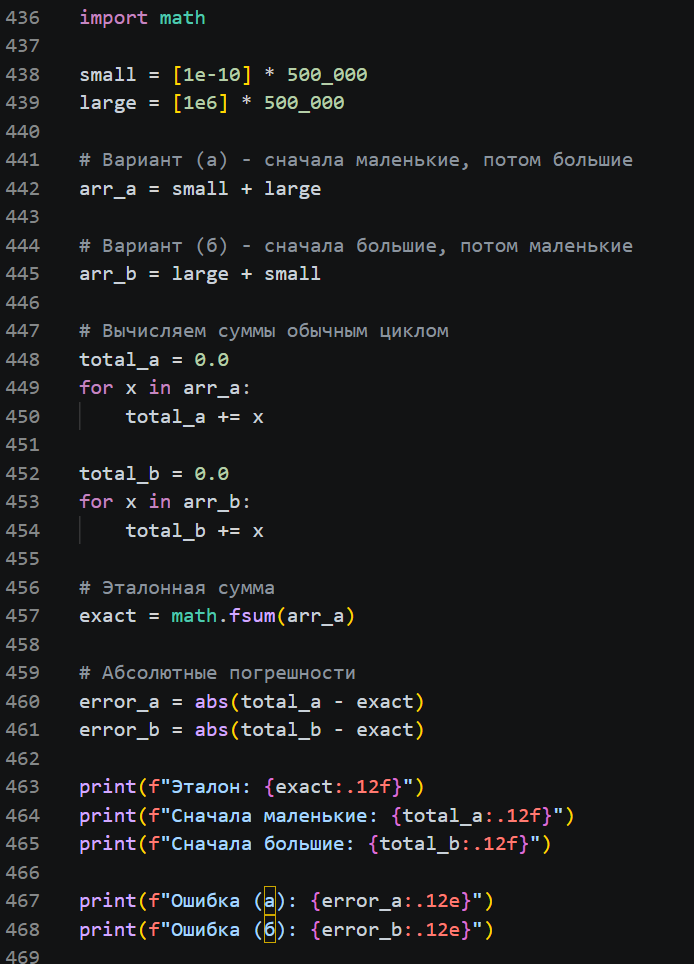 436 import math
437
438 small = [1e-10] * 500_000
439 large = [1e6] * 500_000
440
441 # Вариант (а) - сначала маленькие, потом большие
442 arr_a = small + large
443
444 # Вариант (б) - сначала большие, потом маленькие
445 arr_b = large + small
446
447 # Вычисляем суммы обычным циклом
448 total_a = 0.0
449 for x in arr_a:
450     total_a += x
451
452 total_b = 0.0
453 for x in arr_b:
454     total_b += x
455
456 # Эталонная сумма
457 exact = math.fsum(arr_a)
458
459 # Абсолютные погрешности
460 error_a = abs(total_a - exact)
461 error_b = abs(total_b - exact)
462
463 print(f"Эталон: {exact:.12f}")
464 print(f"Сначала маленькие: {total_a:.12f}")
465 print(f"Сначала большие: {total_b:.12f}")
466
467 print(f"Ошибка (а): {error_a:.12e}")
468 print(f"Ошибка (б): {error_b:.12e}")
469